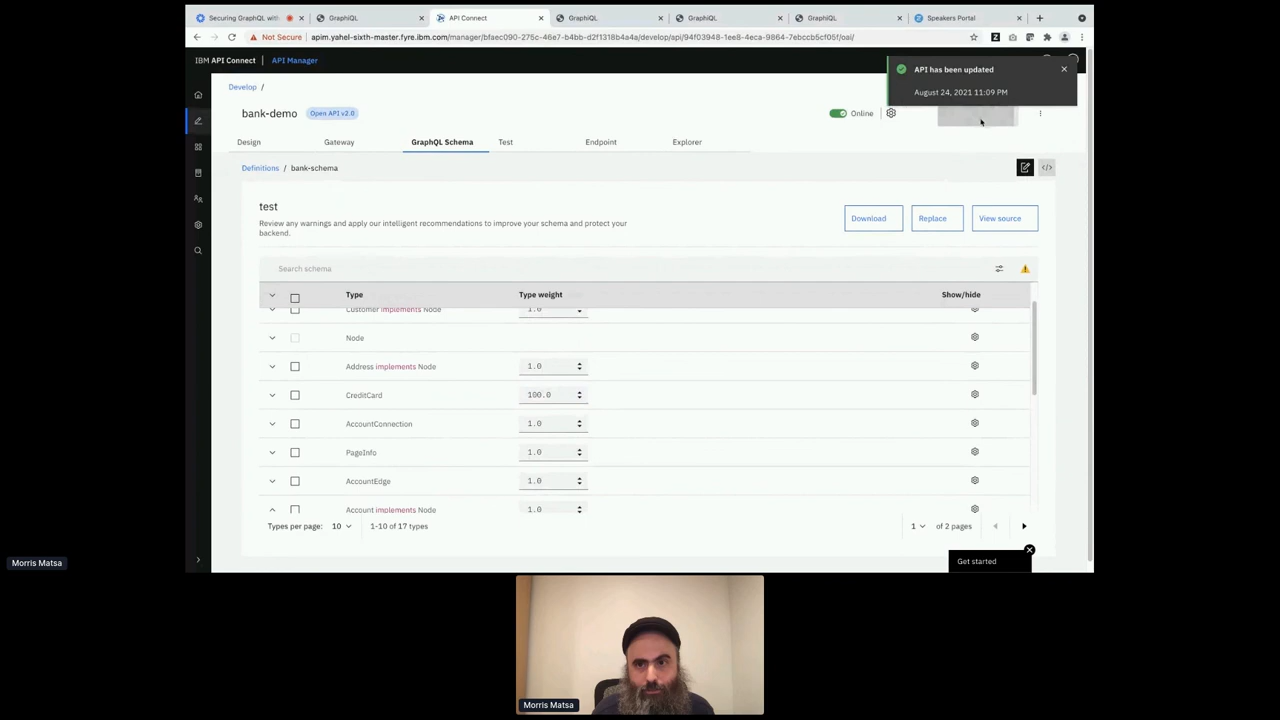 Securing GraphQL with
GraphiQL
API Connect
GraphiQL
GraphiQL
GraphiQL
Speakers Portal
Not Secure
apim.yahel-sixth-master.fyre.ibm.com/manager/bfaec090-275c-46e7-b4bb-d2f1318b4a4a/develop/api/94f03948-1ee8-4eca-9864-7ebccb5cf05f/oai/
IBM API Connect
API Manager
API has been updated
August 24, 2021 11:09 PM
Develop /
bank-demo
Open API v2.0
Online
Design
Gateway
GraphQL Schema
Test
Endpoint
Explorer
Definitions / bank-schema
test
Review any warnings and apply our intelligent recommendations to improve your schema and protect your
backend.
Download
Replace
View source
Search schema
Type
Type weight
Show/hide
Customer implements Node
1.0
Node
Address implements Node
1.0
CreditCard
100.0
AccountConnection
1.0
PageInfo
1.0
AccountEdge
1.0
Account implements Node
1.0
Types per page: 10
1-10 of 17 types
1
of 2 pages
Get started
Morris Matsa
Morris Matsa